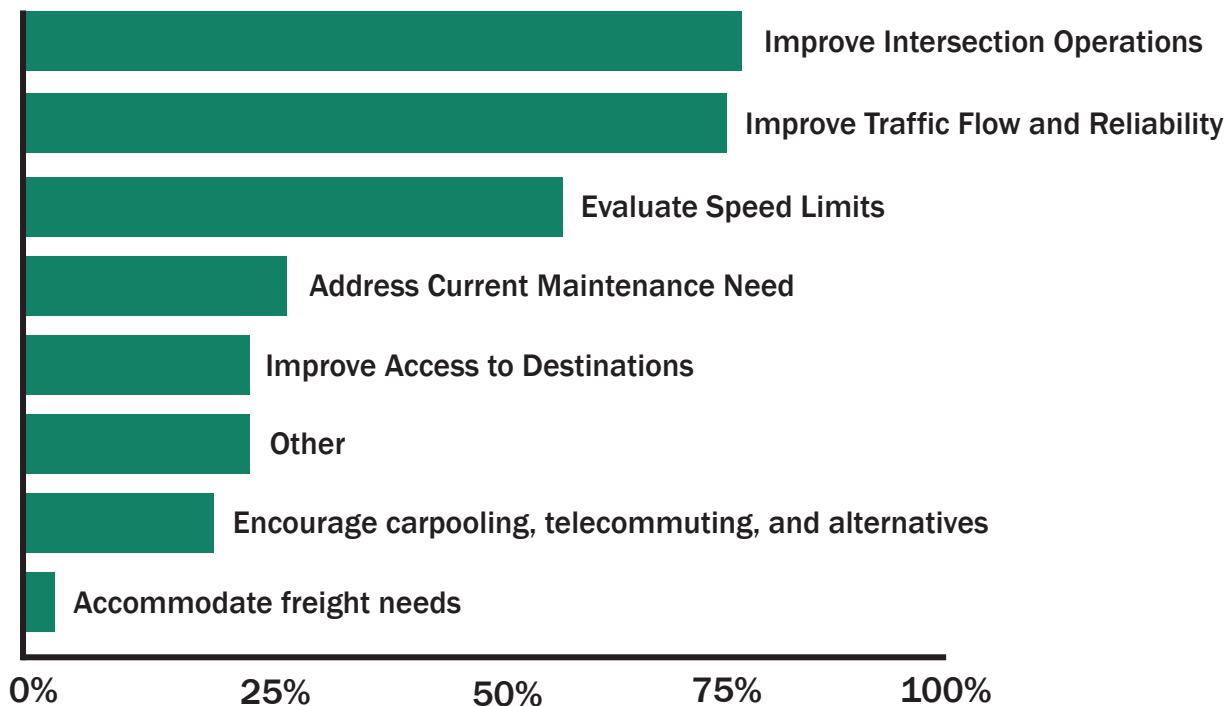 Improve Intersection Operations
Improve Traffic Flow and Reliability
Evaluate Speed Limits
Address Current Maintenance Need
Improve Access to Destinations
Other
Encourage carpooling, telecommuting, and alternatives
Accommodate freight needs
0% 25% 50% 75% 100%